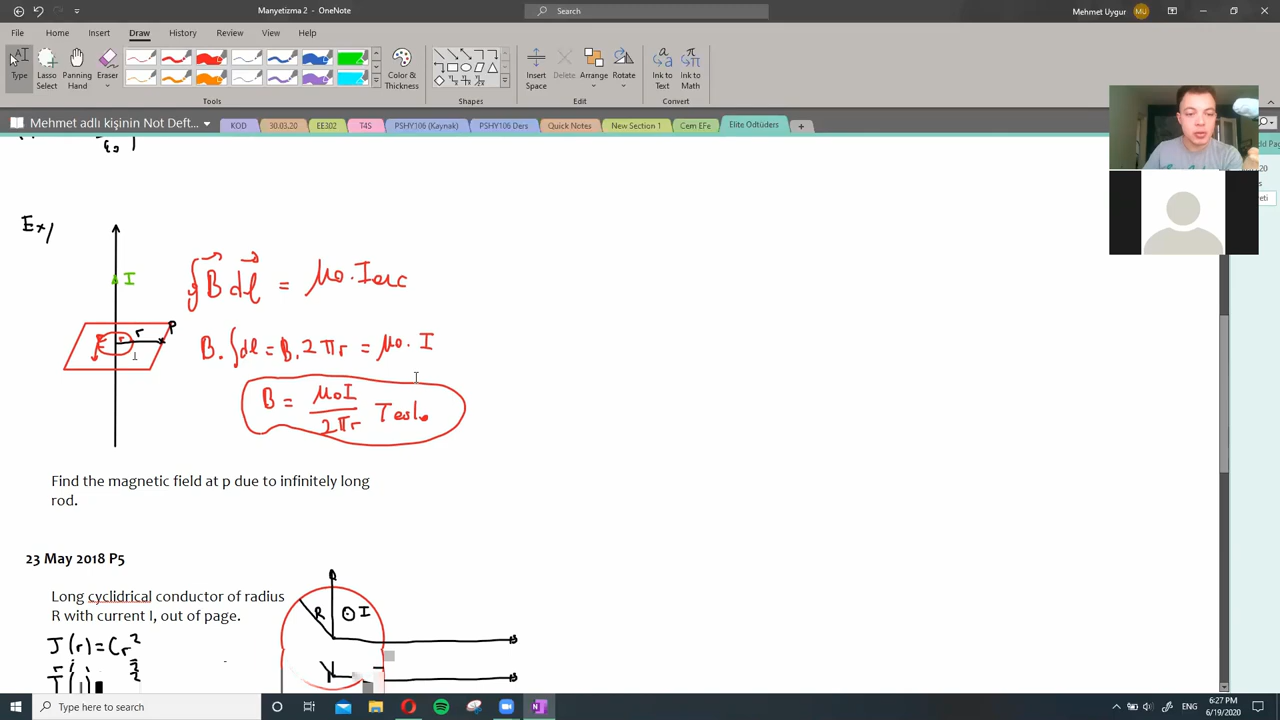 Manyetizma 2 - OneNote
Search
Mehmet Uygur
MU
File Home Insert Draw History Review View Help
Type
Lasso Select
Panning Hand
Eraser
Color & Thickness
Insert Space
Delete
Arrange
Rotate
Ink to Text
Ink to Math
Tools
Shapes
Edit
Convert
Mehmet adlı kişinin Not Deft...
KOD
30.03.20
EE302
T4S
PSHY106 (Kaynak)
PSHY106 Ders
Quick Notes
New Section 1
Cem EFe
Elite Odtüders
dd Pag
Ex/
I
r
P
∮B⃗ dl⃗ = μ₀.Ienc
B.∫dl = B.2πr = μ₀.I
B = μ₀I / 2πr Tesla
Find the magnetic field at p due to infinitely long
rod.
23 May 2018 P5
Long cyclidrical conductor of radius
R with current I, out of page.
J(r) = Cr²
R
I
Type here to search
ENG
6:27 PM
6/19/2020